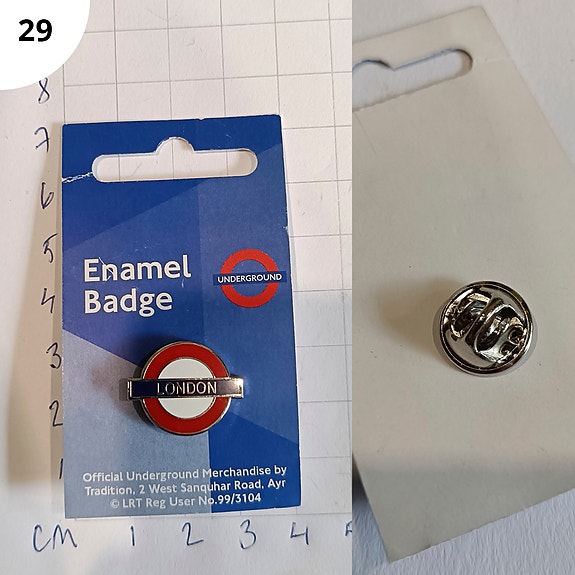 29
8
7
6
5
4
3
2
1
CM 1 2 3 4 5
Enamel
Badge
UNDERGROUND
LONDON
Official Underground Merchandise by
Tradition, 2 West Sanquhar Road, Ayr
© LRT Reg User No.99/3104